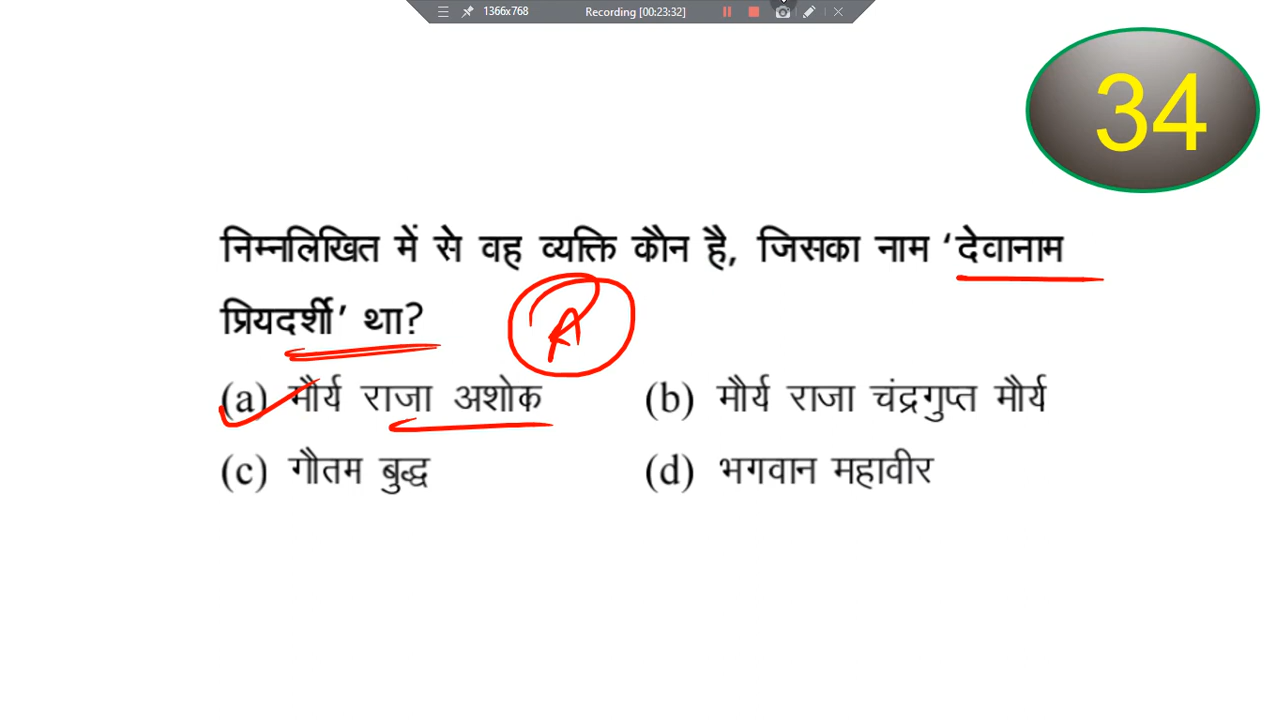 1366x768 Recording [00:23:32]
34
निम्नलिखित में से वह व्यक्ति कौन है, जिसका नाम ‘देवानाम
प्रियदर्शी’ था?
A
(a) मौर्य राजा अशोक (b) मौर्य राजा चंद्रगुप्त मौर्य
(c) गौतम बुद्ध (d) भगवान महावीर